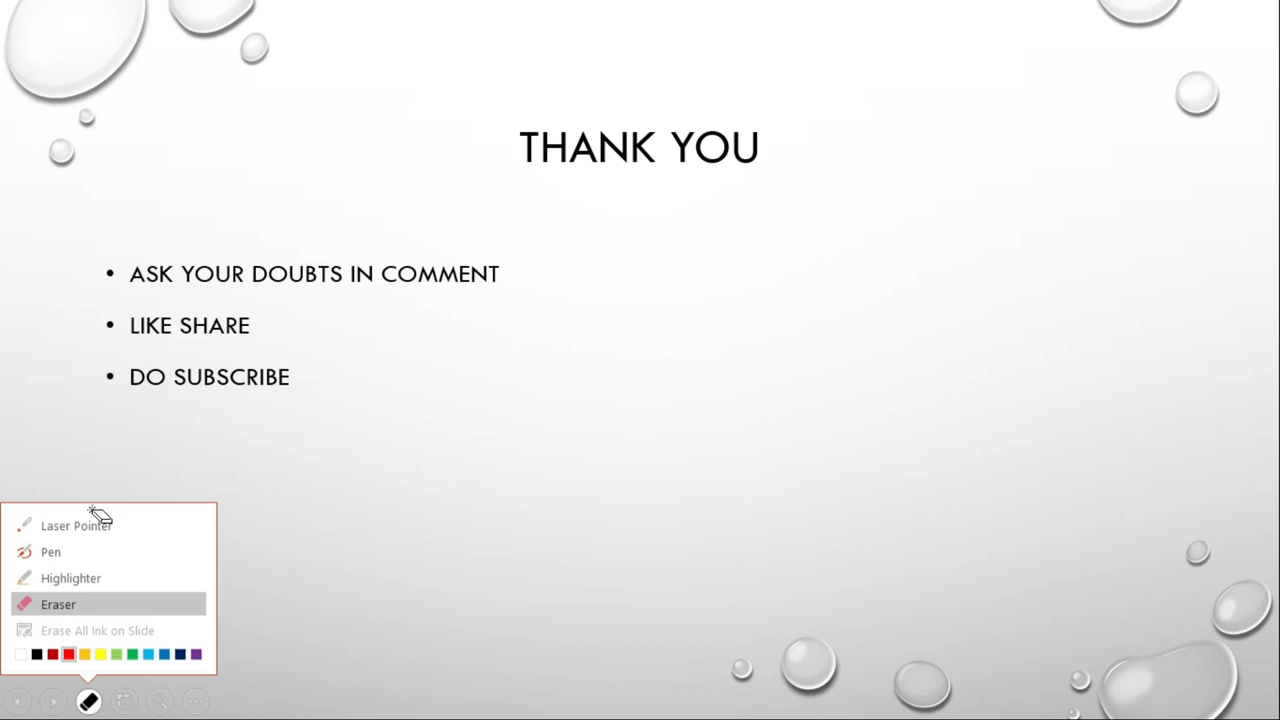 THANK YOU
• ASK YOUR DOUBTS IN COMMENT
• LIKE SHARE
• DO SUBSCRIBE
Laser Pointer
Pen
Highlighter
Eraser
Erase All Ink on Slide